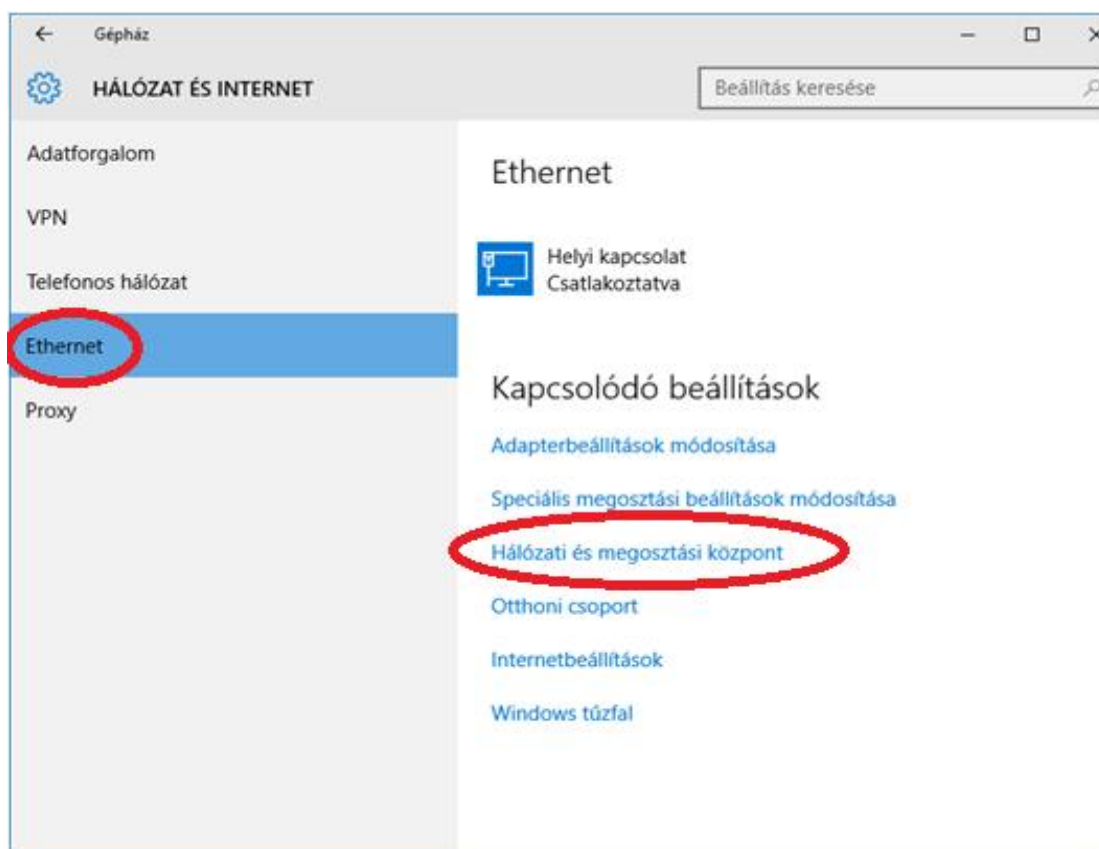 Gépház
HÁLÓZAT ÉS INTERNET
Beállítás keresése
Adatforgalom
VPN
Telefonos hálózat
Ethernet
Proxy
Ethernet
Helyi kapcsolat
Csatlakoztatva
Kapcsolódó beállítások
Adapterbeállítások módosítása
Speciális megosztási beállítások módosítása
Hálózati és megosztási központ
Otthoni csoport
Internetbeállítások
Windows tűzfal